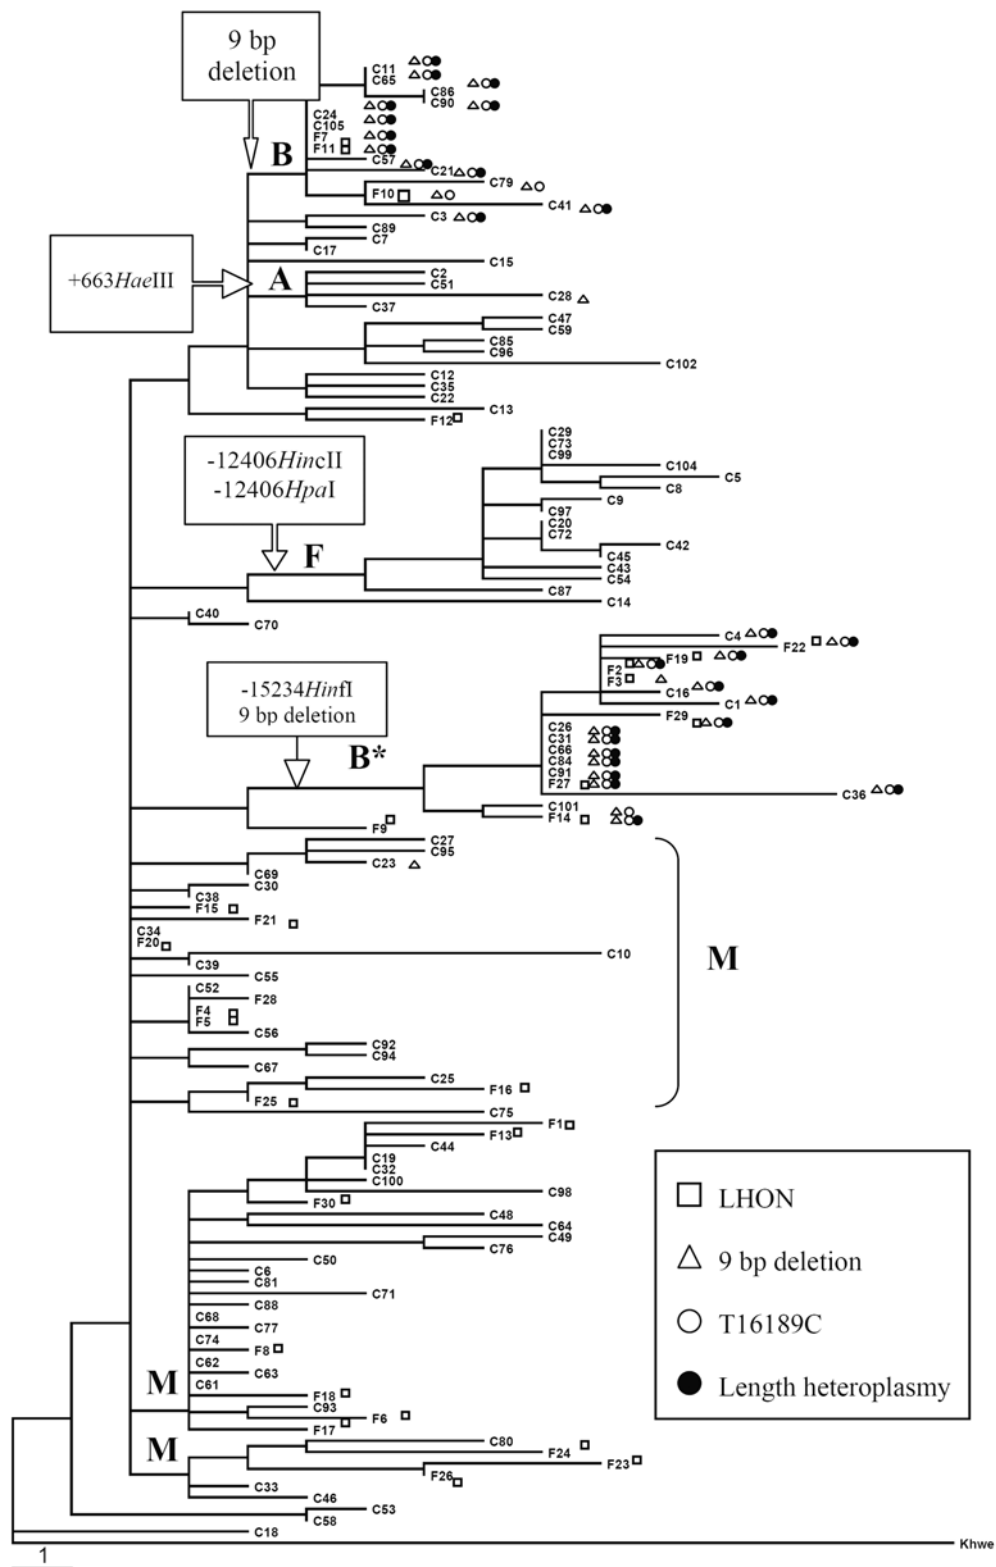 9 bp
deletion
C11
C65
C86
C90
C24
C105
F7
F11
C57
B
C21
C79
F10
C41
C3
C89
C7
C17
+663HaeIII
C15
A
C2
C51
C28
C37
C47
C59
C85
C96
C102
C12
C35
C22
C13
F12
C29
C73
C99
-12406HincII
-12406HpaI
C104
C5
C8
C9
C97
C20
C72
C42
C45
C43
C54
F
C87
C14
C40
C70
C4
F22
F19
F2
F3
C16
C1
-15234HinfI
9 bp deletion
F29
C26
C31
C66
C84
C91
F27
B*
C36
C101
F14
F9
C27
C95
C23
C69
C30
C38
F15
F21
C34
F20
C10
C39
M
C55
C52
F28
F4
F5
C56
C92
C94
C67
C25
F16
F25
C75
F1
F13
C44
C19
C32
C100
C98
F30
C48
C64
C49
C76
C50
C6
C81
C71
C88
C68
C77
C74
F8
C62
C63
C61
M
F18
C93
F6
F17
M
C80
F24
F23
F26
C33
C46
C53
C58
C18
Khwe
1
LHON
9 bp deletion
T16189C
Length heteroplasmy